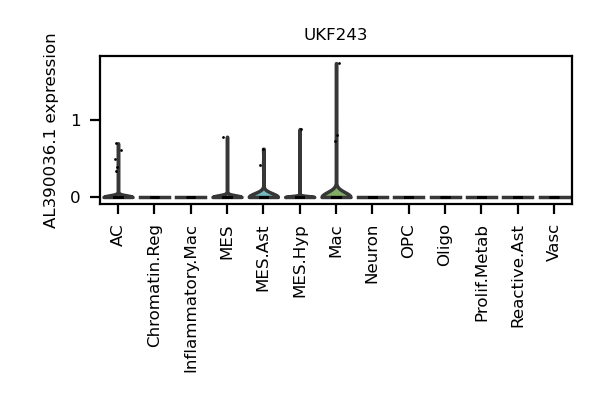 UKF243
AL390036.1 expression
1
0
AC
Chromatin.Reg
Inflammatory.Mac
MES
MES.Ast
MES.Hyp
Mac
Neuron
OPC
Oligo
Prolif.Metab
Reactive.Ast
Vasc